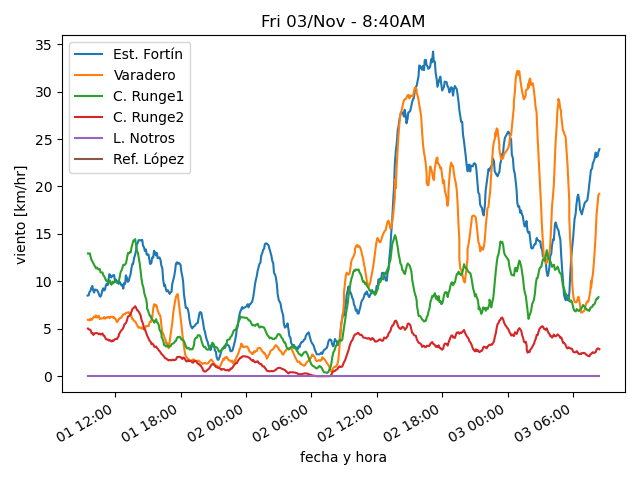 Fri 03/Nov - 8:40AM
Est. Fortín
Varadero
C. Runge1
C. Runge2
L. Notros
Ref. López
viento [km/hr]
35
30
25
20
15
10
5
0
01 12:00
01 18:00
02 00:00
02 06:00
02 12:00
02 18:00
03 00:00
03 06:00
fecha y hora